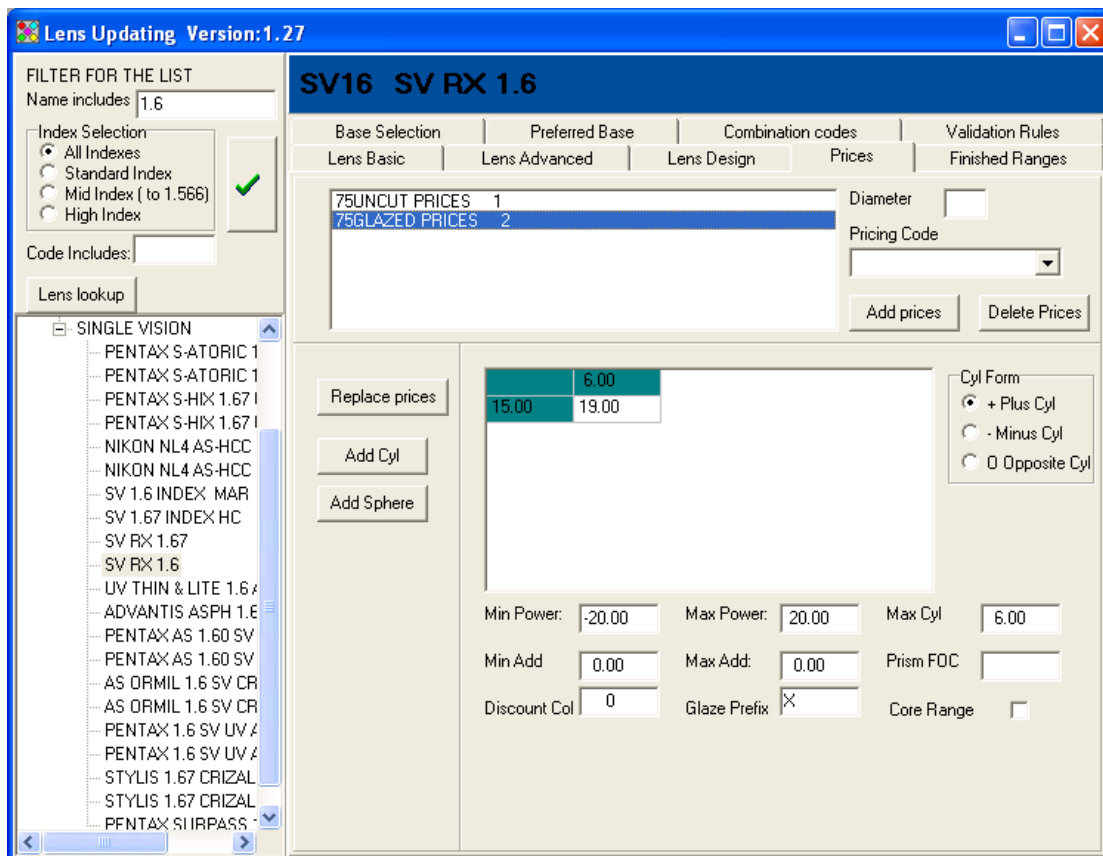 Lens Updating Version:1.27
FILTER FOR THE LIST
Name includes 1.6
Index Selection
All Indexes
Standard Index
Mid Index ( to 1.566)
High Index
Code Includes:
Lens lookup
SINGLE VISION
PENTAX S-ATORIC 1
PENTAX S-ATORIC 1
PENTAX S-HIX 1.67
PENTAX S-HIX 1.67
NIKON NL4 AS-HCC
NIKON NL4 AS-HCC
SV 1.6 INDEX MAR
SV 1.67 INDEX HC
SV RX 1.67
SV RX 1.6
UV THIN & LITE 1.6
ADVANTIS ASPH 1.6
PENTAX AS 1.60 SV
PENTAX AS 1.60 SV
AS ORMIL 1.6 SV CR
AS ORMIL 1.6 SV CR
PENTAX 1.6 SV UV
PENTAX 1.6 SV UV
STYLIS 1.67 CRIZAL
STYLIS 1.67 CRIZAL
PENTAX SURPASS
SV16 SV RX 1.6
Base Selection Preferred Base Combination codes Validation Rules
Lens Basic Lens Advanced Lens Design Prices Finished Ranges
75UNCUT PRICES 1
75GLAZED PRICES 2
Diameter
Pricing Code
Add prices Delete Prices
Replace prices
Add Cyl
Add Sphere
6.00
15.00 19.00
Cyl Form
+ Plus Cyl
- Minus Cyl
O Opposite Cyl
Min Power: -20.00 Max Power: 20.00 Max Cyl 6.00
Min Add 0.00 Max Add: 0.00 Prism FOC
Discount Col 0 Glaze Prefix X Core Range